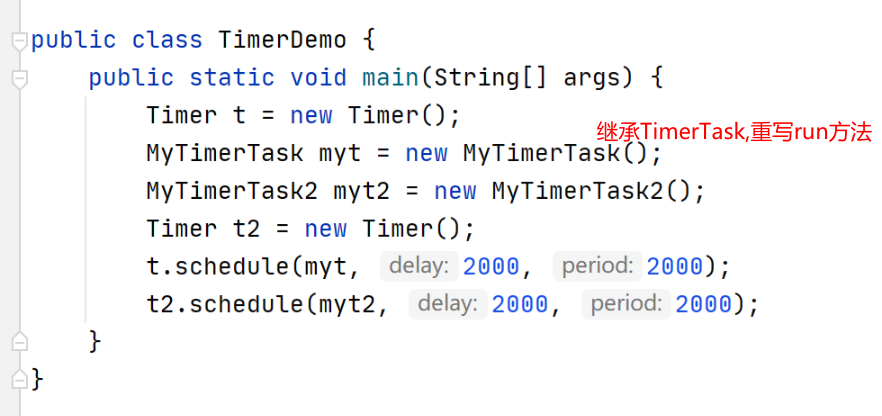 public class TimerDemo {
public static void main(String[] args) {
Timer t = new Timer();
继承TimerTask,重写run方法
MyTimerTask myt = new MyTimerTask();
MyTimerTask2 myt2 = new MyTimerTask2();
Timer t2 = new Timer();
t.schedule(myt, delay: 2000, period: 2000);
t2.schedule(myt2, delay: 2000, period: 2000);
}
}